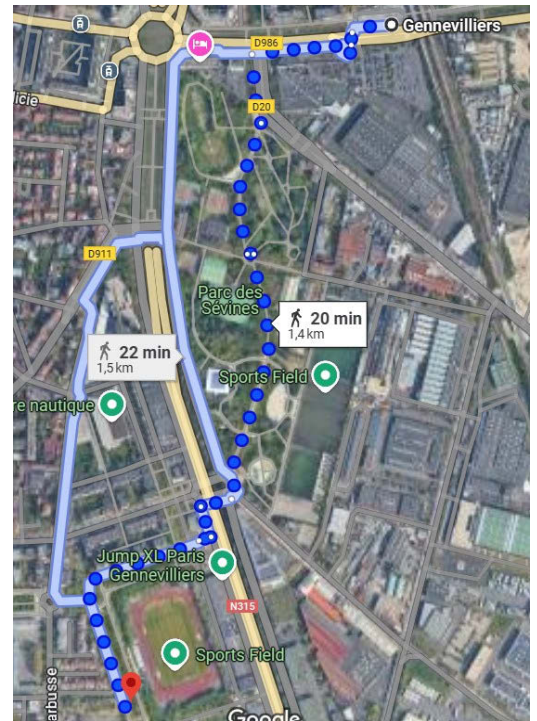 Gennevilliers
D986
icie
D20
D911
Parc des
Sévines
20 min
1,4 km
22 min
1,5 km
Sports Field
re nautique
Jump XL Paris
Gennevilliers
N315
Sports Field
arbusse
Google